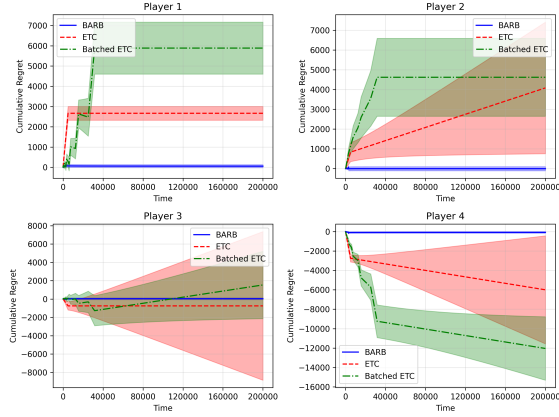 Player 1
Cumulative Regret
7000
6000
5000
4000
3000
2000
1000
0
0 40000 80000 120000 160000 200000
Time
BARB
ETC
Batched ETC
Player 2
Cumulative Regret
7000
6000
5000
4000
3000
2000
1000
0
0 40000 80000 120000 160000 200000
Time
BARB
ETC
Batched ETC
Player 3
Cumulative Regret
8000
6000
4000
2000
0
−2000
−4000
−6000
−8000
0 40000 80000 120000 160000 200000
Time
BARB
ETC
Batched ETC
Player 4
Cumulative Regret
0
−2000
−4000
−6000
−8000
−10000
−12000
−14000
−16000
0 40000 80000 120000 160000 200000
Time
BARB
ETC
Batched ETC